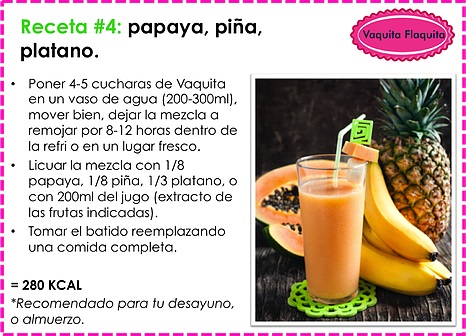 Receta #4: papaya, piña,
platano.
Vaquita Flaquita
• Poner 4-5 cucharas de Vaquita
en un vaso de agua (200-300ml),
mover bien, dejar la mezcla a
remojar por 8-12 horas dentro de
la refri o en un lugar fresco.
• Licuar la mezcla con 1/8
papaya, 1/8 piña, 1/3 platano, o
con 200ml del jugo (extracto de
las frutas indicadas).
• Tomar el batido reemplazando
una comida completa.
= 280 KCAL
*Recomendado para tu desayuno,
o almuerzo.